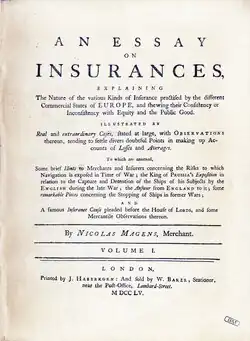 AN ESSAY
ON
INSURANCES,
EXPLAINING
The Nature of the various Kinds of Insurance practised by the different
Commercial States of EUROPE, and shewing their Consistency or
Inconsistency with Equity and the Public Good.
ILLUSTRATED BY
Real and extraordinary Cases, stated at large, with OBSERVATIONS
thereon, tending to settle divers doubtful Points in making up Ac-
counts of Losses and Averages.
To which are annexed,
Some brief Hints to Merchants and Insurers concerning the Risks to which
Navigation is exposed in Time of War; the King of PRUSSIA's Exposition in
relation to the Capture and Detention of the Ships of his Subjects by the
ENGLISH during the late War; the Answer from ENGLAND to it; some
remarkable Points concerning the Stopping of Ships in former Wars;
AND
A famous Insurance Cause pleaded before the House of LORDS, and some
Mercantile Observations thereon.
By NICOLAS MAGENS, Merchant.
VOLUME I.
LONDON,
Printed by J. HABERKORN: And sold by W. BAKER, Stationer,
near the Post-Office, Lombard-Street.
MDCCLV.